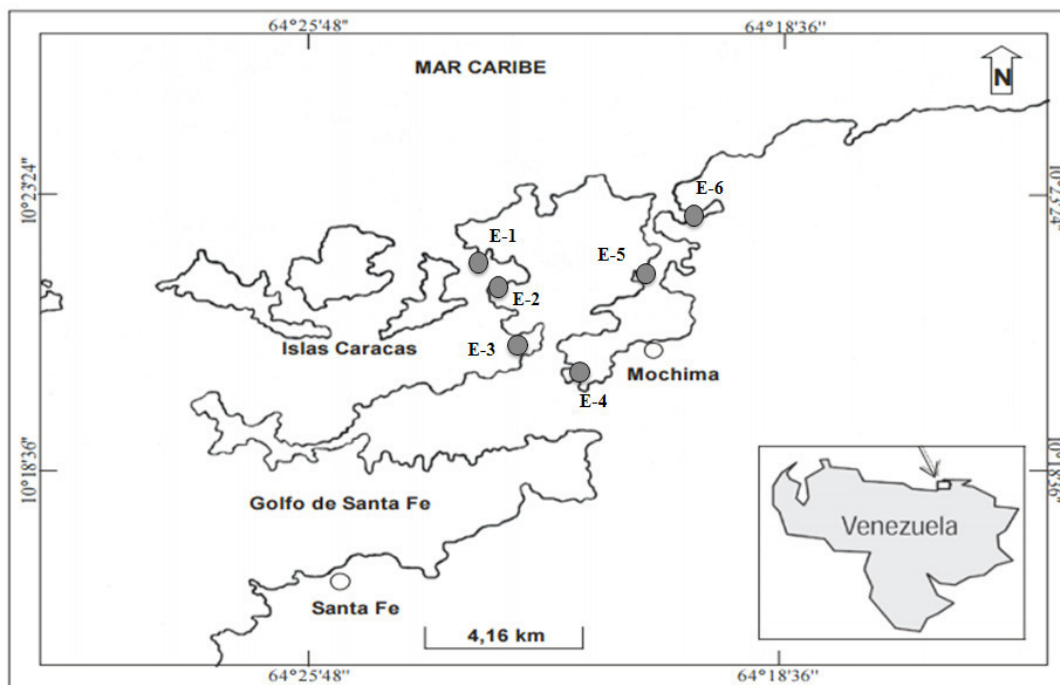 64°25'48''
64°18'36''
MAR CARIBE
N
10°23'24"
10°23'24"
E-6
E-1
E-5
E-2
E-3
Islas Caracas
Mochima
E-4
10°18'36"
10°18'36"
Golfo de Santa Fe
Venezuela
Santa Fe
4,16 km
64°25'48''
64°18'36''